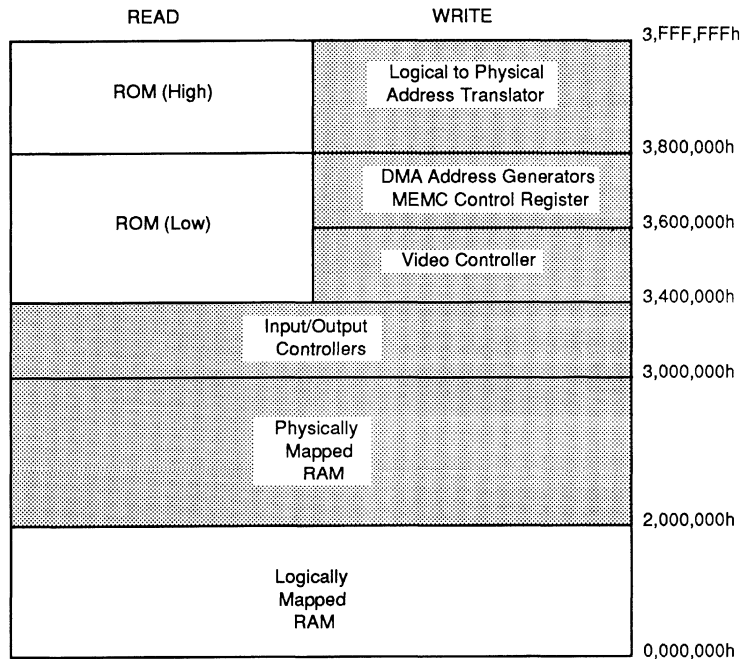 READ
WRITE
3,FFF,FFFh
ROM (High)
Logical to Physical
Address Translator
3,800,000h
ROM (Low)
DMA Address Generators
MEMC Control Register
3,600,000h
Video Controller
3,400,000h
Input/Output
Controllers
3,000,000h
Physically
Mapped
RAM
2,000,000h
Logically
Mapped
RAM
0,000,000h